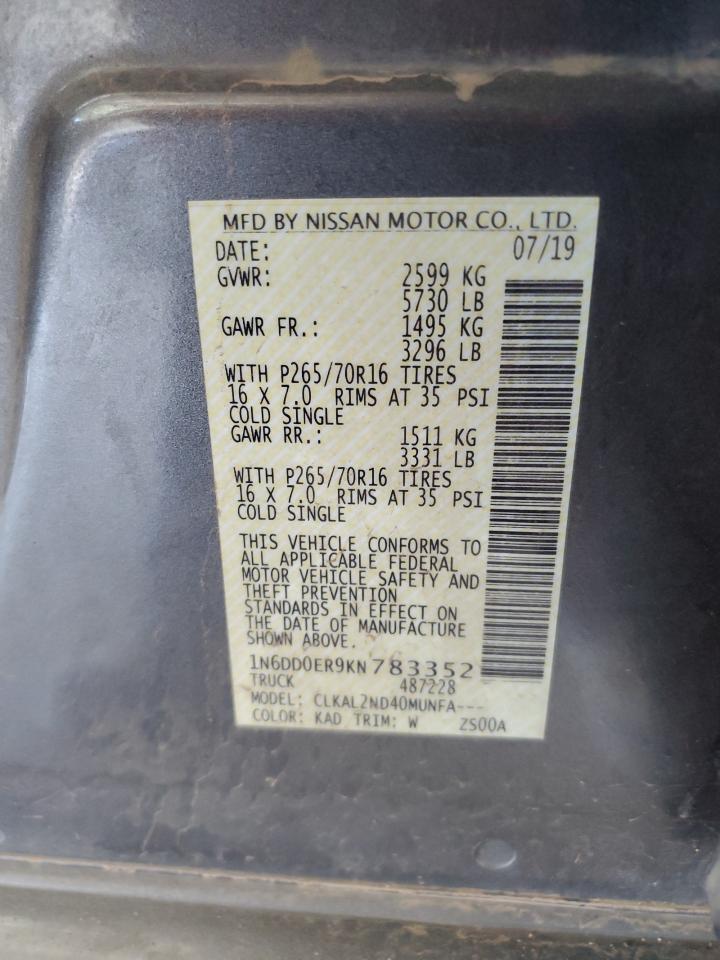 MFD BY NISSAN MOTOR CO., LTD.
DATE: 07/19
GVWR: 2599 KG
5730 LB
GAWR FR.: 1495 KG
3296 LB
WITH P265/70R16 TIRES
16 X 7.0 RIMS AT 35 PSI
COLD SINGLE
GAWR RR.: 1511 KG
3331 LB
WITH P265/70R16 TIRES
16 X 7.0 RIMS AT 35 PSI
COLD SINGLE
THIS VEHICLE CONFORMS TO
ALL APPLICABLE FEDERAL
MOTOR VEHICLE SAFETY AND
THEFT PREVENTION
STANDARDS IN EFFECT ON
THE DATE OF MANUFACTURE
SHOWN ABOVE.
1N6DD0ER9KN783352
TRUCK 487228
MODEL: CLKAL2ND40MUNFA---
COLOR: KAD TRIM: W ZS00A